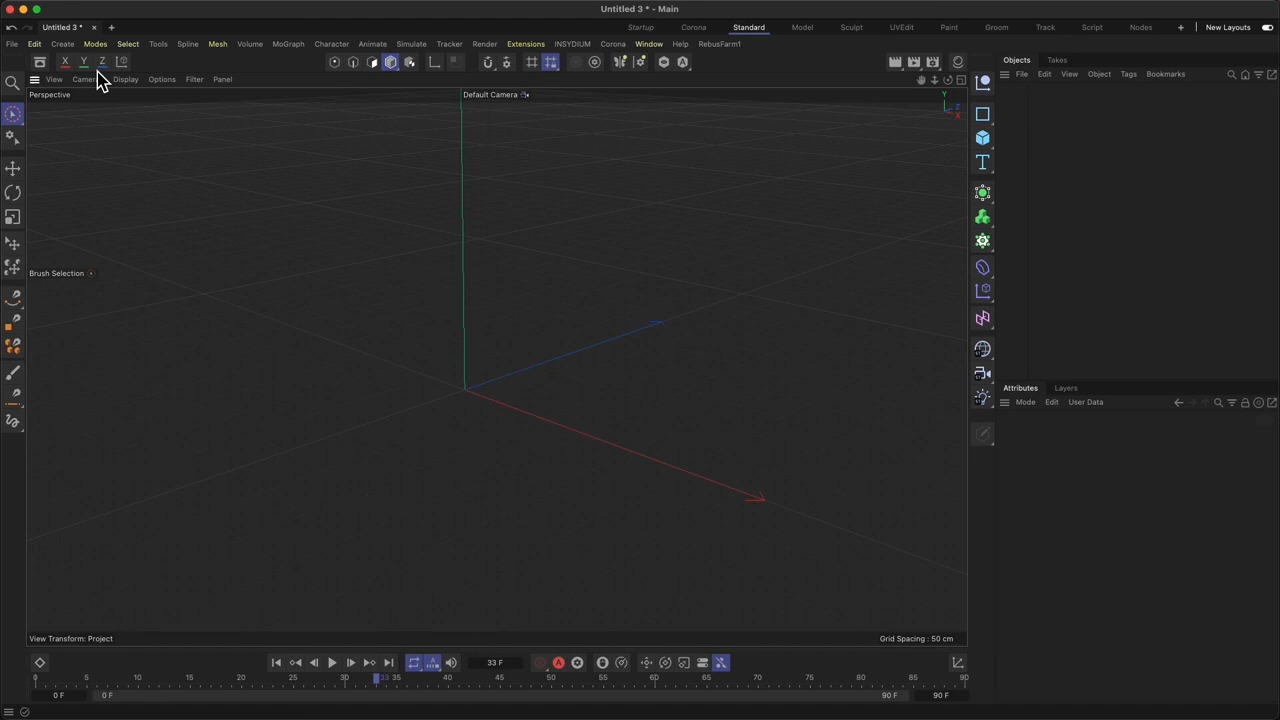 Untitled 3 * - Main
Untitled 3 *
Startup Corona Standard Model Sculpt UVEdit Paint Groom Track Script Nodes New Layouts
File Edit Create Modes Select Tools Spline Mesh Volume MoGraph Character Animate Simulate Tracker Render Extensions INSYDIUM Corona Window Help RebusFarm1
X Y Z
Objects Takes
View Display Options Filter Panel
File Edit View Object Tags Bookmarks
Perspective
Default Camera
Y
Z
X
Brush Selection
Attributes Layers
Mode Edit User Data
View Transform: Project
Grid Spacing : 50 cm
33 F
0 5 10 15 20 25 30 33 35 40 45 50 55 60 65 70 75 80 85 90
0 F 0 F 90 F 90 F